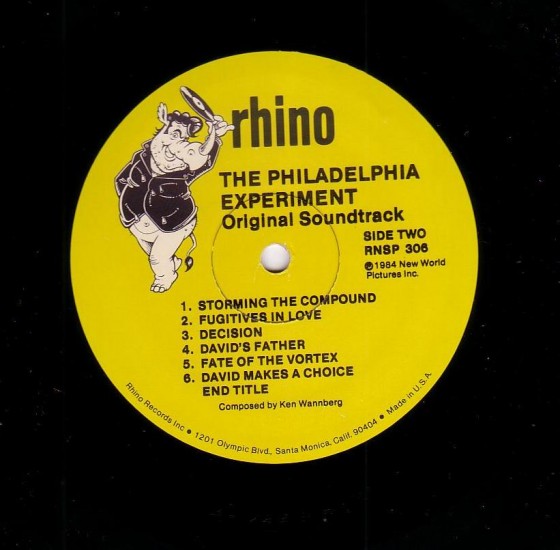 rhino
THE PHILADELPHIA
EXPERIMENT
Original Soundtrack
SIDE TWO
RNSP 306
℗1984 New World
Pictures Inc.
1. STORMING THE COMPOUND
2. FUGITIVES IN LOVE
3. DECISION
4. DAVID'S FATHER
5. FATE OF THE VORTEX
6. DAVID MAKES A CHOICE
END TITLE
Composed by Ken Wannberg
Rhino Records Inc • 1201 Olympic Blvd., Santa Monica, Calif. 90404 • Made in U.S.A.